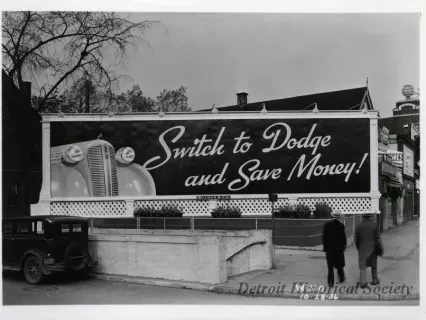 Switch to Dodge
and Save Money!
Detroit Historical Society
10-28-36